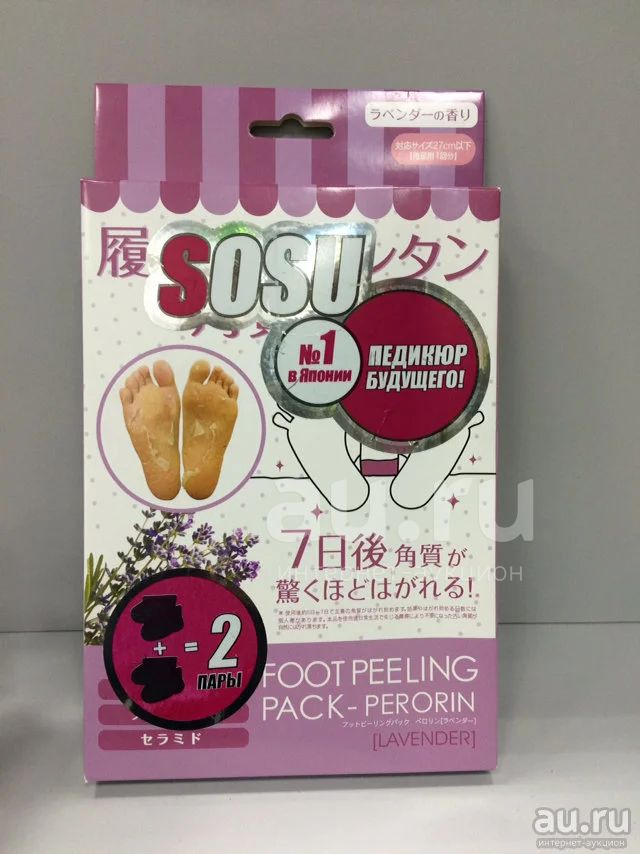 ラベンダーの香り
対応サイズ27cm以下
履
ンタン
SOSU
№1
в Японии
ПЕДИКЮР
БУДУЩЕГО!
au.ru
интернет-аукцион
7日後 角質が
驚くほどはがれる!
+ = 2
ПАРЫ
FOOT PEELING
PACK - PERORIN
フットピーリングパック ペロリン[ラベンダー]
セラミド
[LAVENDER]
au.ru
интернет-аукцион